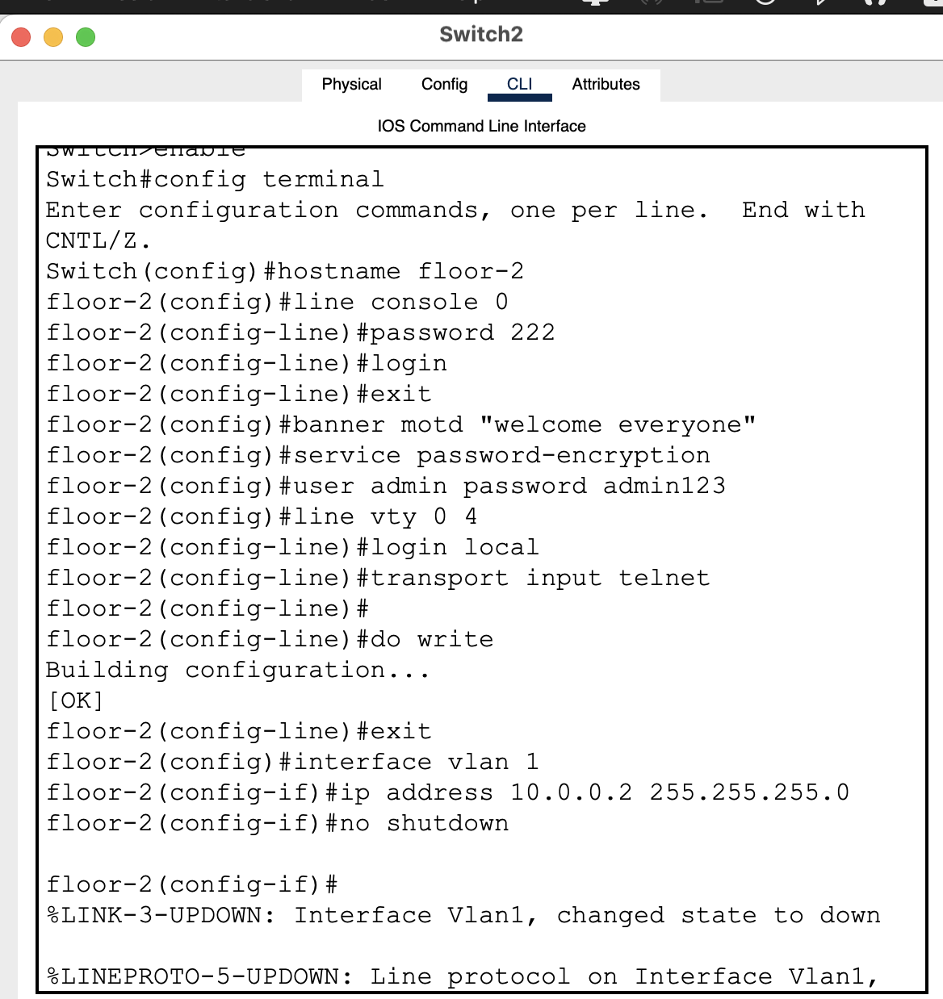 Switch2
Physical Config CLI Attributes
IOS Command Line Interface
Switch>enable
Switch#config terminal
Enter configuration commands, one per line.  End with
CNTL/Z.
Switch(config)#hostname floor-2
floor-2(config)#line console 0
floor-2(config-line)#password 222
floor-2(config-line)#login
floor-2(config-line)#exit
floor-2(config)#banner motd "welcome everyone"
floor-2(config)#service password-encryption
floor-2(config)#user admin password admin123
floor-2(config)#line vty 0 4
floor-2(config-line)#login local
floor-2(config-line)#transport input telnet
floor-2(config-line)#
floor-2(config-line)#do write
Building configuration...
[OK]
floor-2(config-line)#exit
floor-2(config)#interface vlan 1
floor-2(config-if)#ip address 10.0.0.2 255.255.255.0
floor-2(config-if)#no shutdown
floor-2(config-if)#
%LINK-3-UPDOWN: Interface Vlan1, changed state to down
%LINEPROTO-5-UPDOWN: Line protocol on Interface Vlan1,